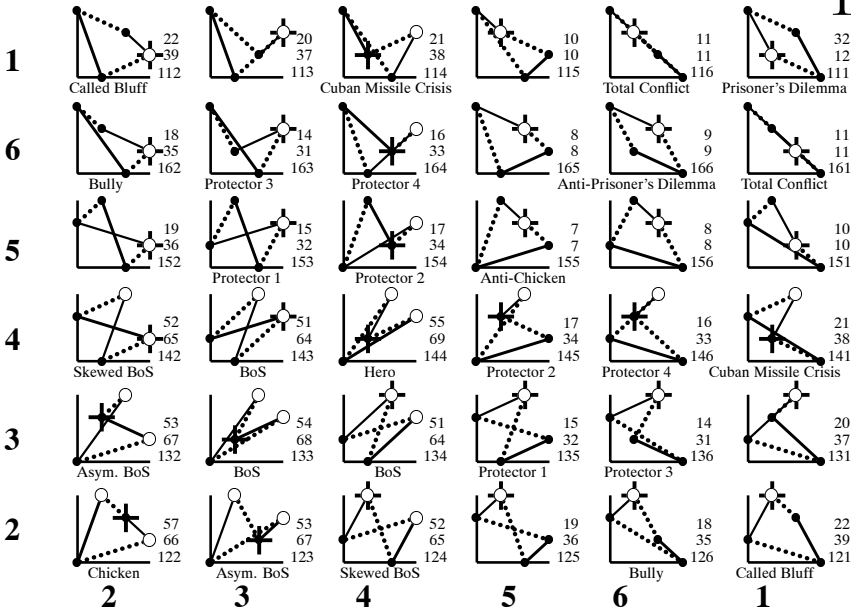 22 20 21 10 11 32
1 39 37 38 10 11 12
112 113 114 115 116 111
Called Bluff Cuban Missile Crisis Total Conflict Prisoner's Dilemma
18 14 16 8 9 11
6 35 31 33 8 9 11
162 163 164 165 166 161
Bully Protector 3 Protector 4 Anti-Prisoner's Dilemma Total Conflict
19 15 17 7 8 10
5 36 32 34 7 8 10
152 153 154 155 156 151
Protector 1 Protector 2 Anti-Chicken
52 51 55 17 16 21
4 65 64 69 34 33 38
142 143 144 145 146 141
Skewed BoS BoS Hero Protector 2 Protector 4 Cuban Missile Crisis
53 54 51 15 14 20
3 67 68 64 32 31 37
132 133 134 135 136 131
Asym. BoS BoS BoS Protector 1 Protector 3
57 53 52 19 18 22
2 66 67 65 36 35 39
122 123 124 125 126 121
Chicken Asym. BoS Skewed BoS Bully Called Bluff
2 3 4 5 6 1